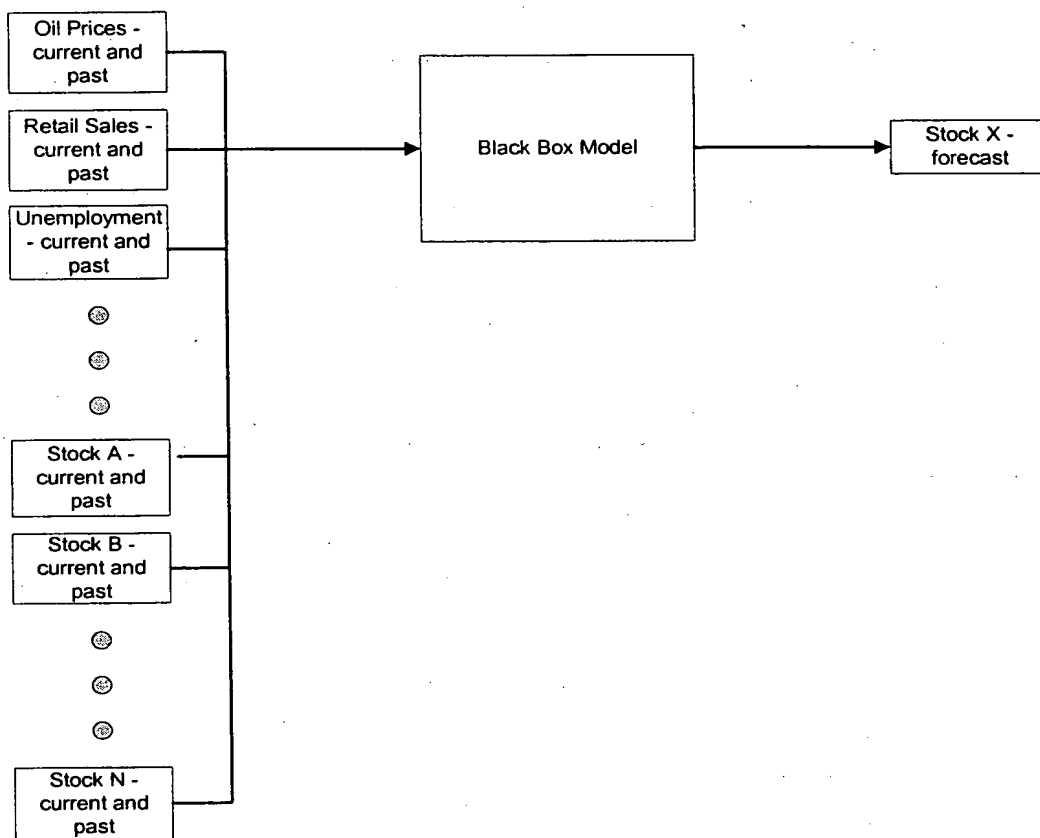 Oil Prices -
current and
past
Retail Sales -
current and
past
Unemployment
- current and
past
Stock A -
current and
past
Stock B -
current and
past
Stock N -
current and
past
Black Box Model
Stock X -
forecast